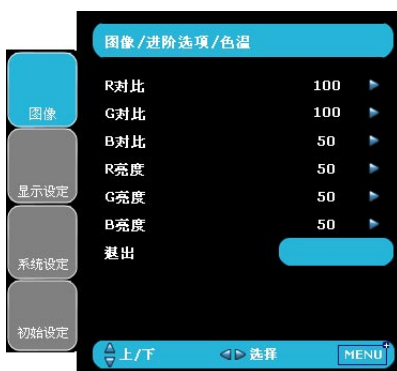 图像/进阶选项/色温
R对比 100
G对比 100
B对比 50
R亮度 50
G亮度 50
B亮度 50
退出
图像
显示设定
系统设定
初始设定
上/下 选择 MENU